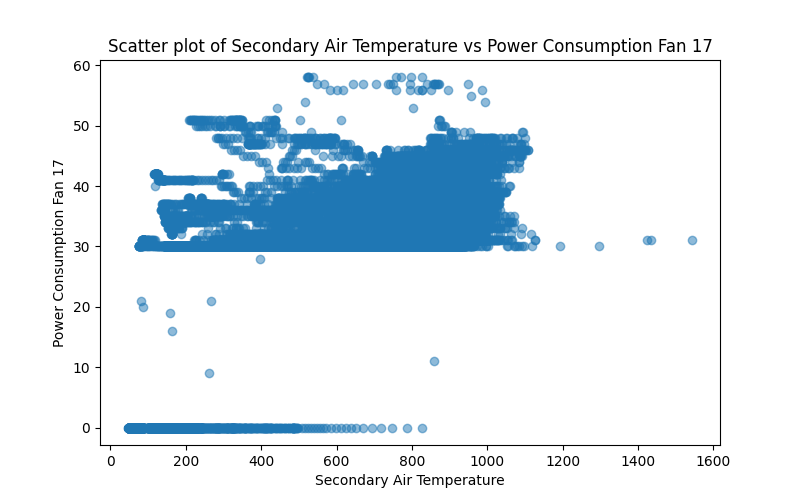 Scatter plot of Secondary Air Temperature vs Power Consumption Fan 17
60
50
40
30
20
10
0
Power Consumption Fan 17
0 200 400 600 800 1000 1200 1400 1600
Secondary Air Temperature